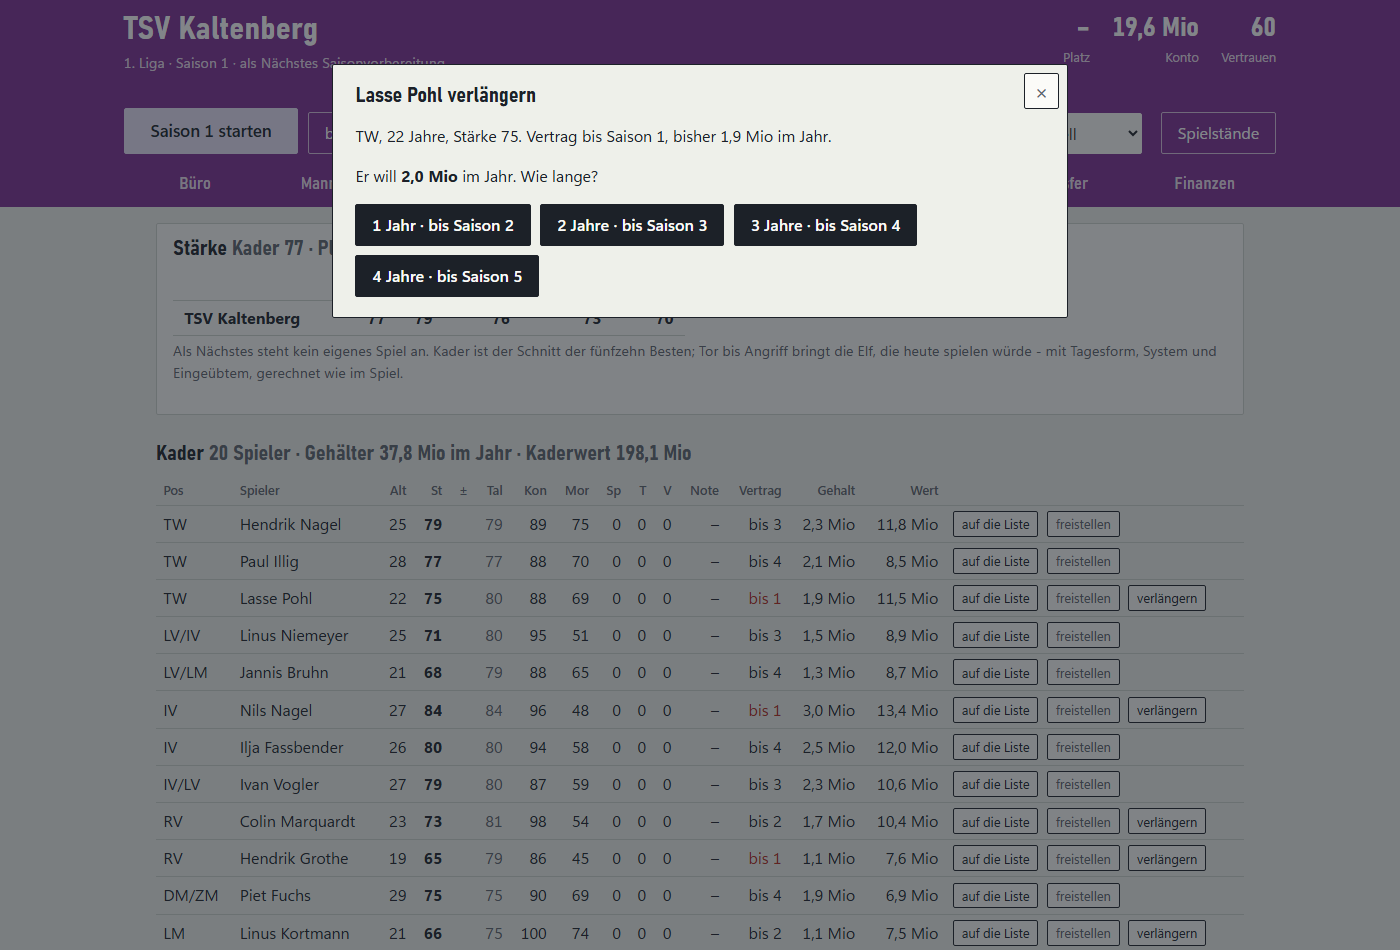 TSV Kaltenberg
– 19,6 Mio 60
1. Liga · Saison 1 · als Nächstes Saisonvorbereitung
Platz Konto Vertrauen
Lasse Pohl verlängern
×
TW, 22 Jahre, Stärke 75. Vertrag bis Saison 1, bisher 1,9 Mio im Jahr.
Er will 2,0 Mio im Jahr. Wie lange?
1 Jahr · bis Saison 2
2 Jahre · bis Saison 3
3 Jahre · bis Saison 4
4 Jahre · bis Saison 5
Saison 1 starten
Spielstände
Büro Finanzen
Stärke Kader 77
TSV Kaltenberg 77 79 76 73 70
Als Nächstes steht kein eigenes Spiel an. Kader ist der Schnitt der fünfzehn Besten; Tor bis Angriff bringt die Elf, die heute spielen würde - mit Tagesform, System und
Eingeübtem, gerechnet wie im Spiel.
Kader 20 Spieler · Gehälter 37,8 Mio im Jahr · Kaderwert 198,1 Mio
Pos Spieler Alt St ± Tal Kon Mor Sp T V Note Vertrag Gehalt Wert
TW Hendrik Nagel 25 79 79 89 75 0 0 0 – bis 3 2,3 Mio 11,8 Mio auf die Liste freistellen
TW Paul Illig 28 77 77 88 70 0 0 0 – bis 4 2,1 Mio 8,5 Mio auf die Liste freistellen
TW Lasse Pohl 22 75 80 88 69 0 0 0 – bis 1 1,9 Mio 11,5 Mio auf die Liste freistellen verlängern
LV/IV Linus Niemeyer 25 71 80 95 51 0 0 0 – bis 3 1,5 Mio 8,9 Mio auf die Liste freistellen
LV/LM Jannis Bruhn 21 68 79 88 65 0 0 0 – bis 4 1,3 Mio 8,7 Mio auf die Liste freistellen
IV Nils Nagel 27 84 84 96 48 0 0 0 – bis 1 3,0 Mio 13,4 Mio auf die Liste freistellen verlängern
IV Ilja Fassbender 26 80 80 94 58 0 0 0 – bis 4 2,5 Mio 12,0 Mio auf die Liste freistellen
IV/LV Ivan Vogler 27 79 80 87 59 0 0 0 – bis 3 2,3 Mio 10,6 Mio auf die Liste freistellen
RV Colin Marquardt 23 73 81 98 54 0 0 0 – bis 2 1,7 Mio 10,4 Mio auf die Liste freistellen verlängern
RV Hendrik Grothe 19 65 79 86 45 0 0 0 – bis 1 1,1 Mio 7,6 Mio auf die Liste freistellen verlängern
DM/ZM Piet Fuchs 29 75 75 90 69 0 0 0 – bis 4 1,9 Mio 6,9 Mio auf die Liste freistellen
LM Linus Kortmann 21 66 75 100 74 0 0 0 – bis 2 1,1 Mio 7,5 Mio auf die Liste freistellen verlängern